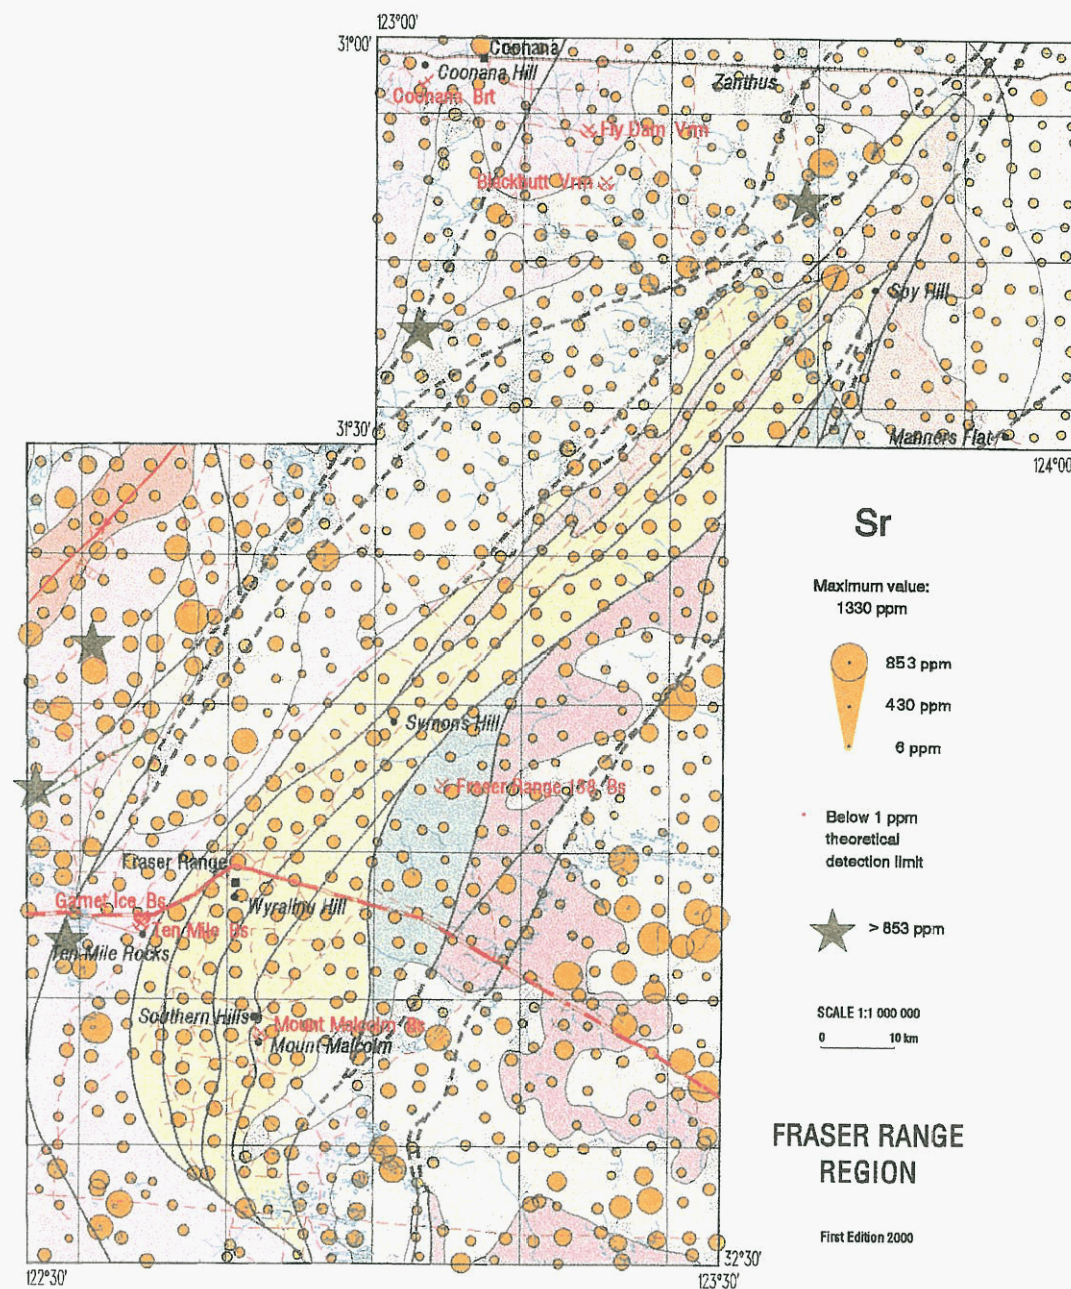 123°00'
31°00'
Coonana
Coonana Hill
Zanthus
Coonana Brt
Fly Dam Vrm
Blackbutt Vrm
Spy Hill
31°30'
Manners Flat
124°00'
Sr
Maximum value:
1330 ppm
853 ppm
430 ppm
6 ppm
Symon's Hill
Fraser Range 188 Bs
Below 1 ppm
theoretical
detection limit
Fraser Range
Garnet Ice Bs
Wyralinu Hill
Ten Mile Bs
Ten Mile Rocks
> 853 ppm
Southern Hills
Mount Malcolm Bs
Mount Malcolm
SCALE 1:1 000 000
0 10 km
FRASER RANGE
REGION
First Edition 2000
32°30'
122°30'
123°30'